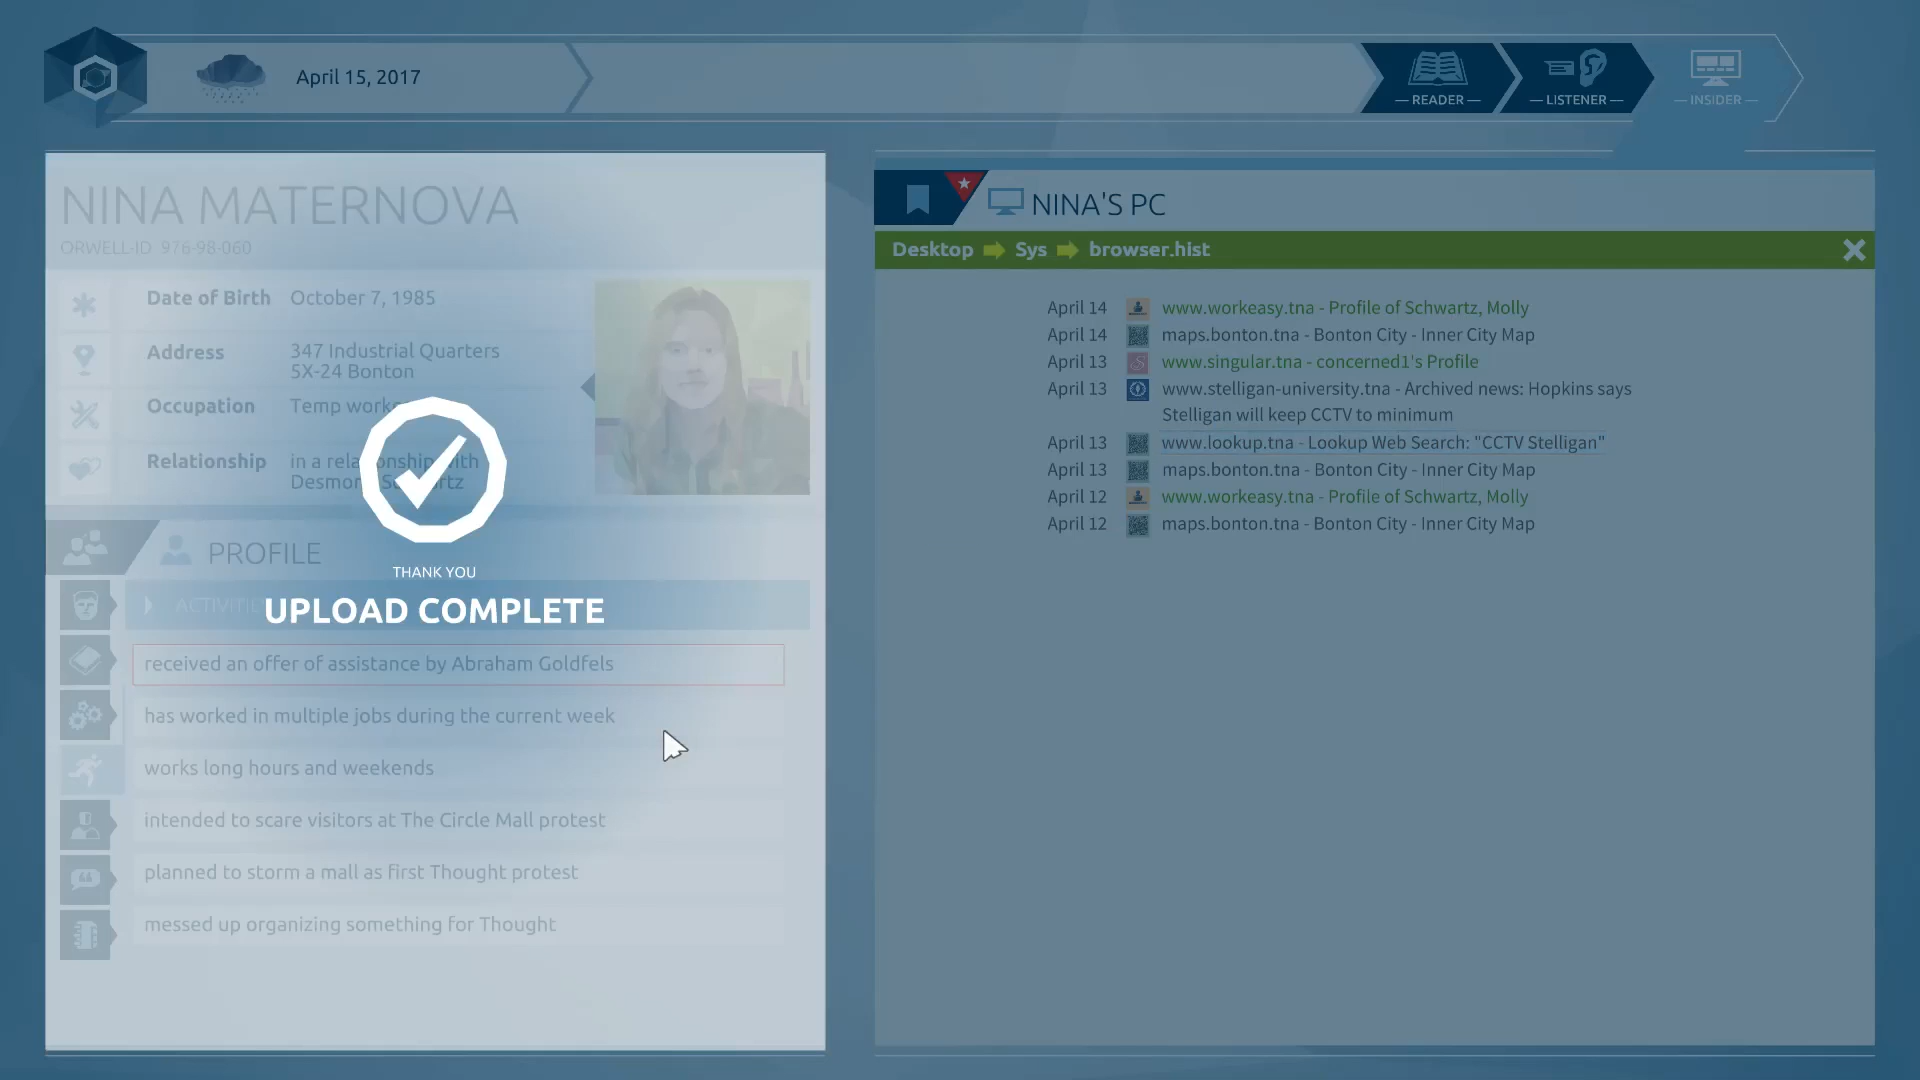 April 15, 2017
READER
LISTENER
INSIDER
NINA MATERNOVA
ORWELL-ID 976-98-060
Date of Birth October 7, 1985
Address 347 Industrial Quarters
5X-24 Bonton
Occupation Temp
Relationship in a relationship with
Desmond Schwartz
PROFILE
THANK YOU
UPLOAD COMPLETE
received an offer of assistance by Abraham Goldfels
has worked in multiple jobs during the current week
works long hours and weekends
intended to scare visitors at The Circle Mall protest
planned to storm a mall as first Thought protest
messed up organizing something for Thought
NINA'S PC
Desktop Sys browser.hist
April 14 www.workeasy.tna - Profile of Schwartz, Molly
April 14 maps.bonton.tna - Bonton City - Inner City Map
April 13 www.singular.tna - concerned1's Profile
April 13 www.stelligan-university.tna - Archived news: Hopkins says
Stelligan will keep CCTV to minimum
April 13 www.lookup.tna - Lookup Web Search: "CCTV Stelligan"
April 13 maps.bonton.tna - Bonton City - Inner City Map
April 12 www.workeasy.tna - Profile of Schwartz, Molly
April 12 maps.bonton.tna - Bonton City - Inner City Map